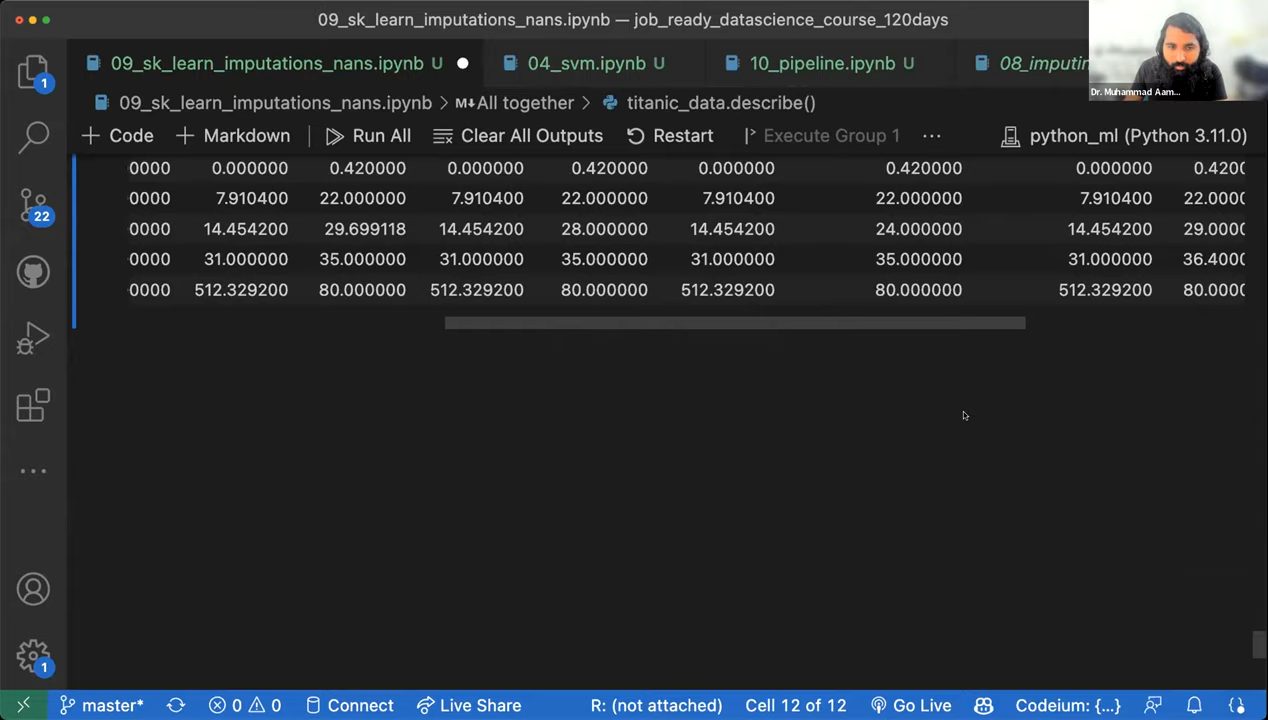 09_sk_learn_imputations_nans.ipynb — job_ready_datascience_course_120days
09_sk_learn_imputations_nans.ipynb U
04_svm.ipynb U
10_pipeline.ipynb U
08_imputin
Dr. Muhammad Aam...
1
09_sk_learn_imputations_nans.ipynb > M↓All together > titanic_data.describe()
+ Code + Markdown | Run All Clear All Outputs Restart Execute Group 1 ... python_ml (Python 3.11.0)
0000 0.000000 0.420000 0.000000 0.420000 0.000000 0.420000 0.000000 0.420(
0000 7.910400 22.000000 7.910400 22.000000 7.910400 22.000000 7.910400 22.000(
0000 14.454200 29.699118 14.454200 28.000000 14.454200 24.000000 14.454200 29.000(
0000 31.000000 35.000000 31.000000 35.000000 31.000000 35.000000 31.000000 36.400(
0000 512.329200 80.000000 512.329200 80.000000 512.329200 80.000000 512.329200 80.000(
22
1
master* 0 0 Connect Live Share R: (not attached) Cell 12 of 12 Go Live Codeium: {...}